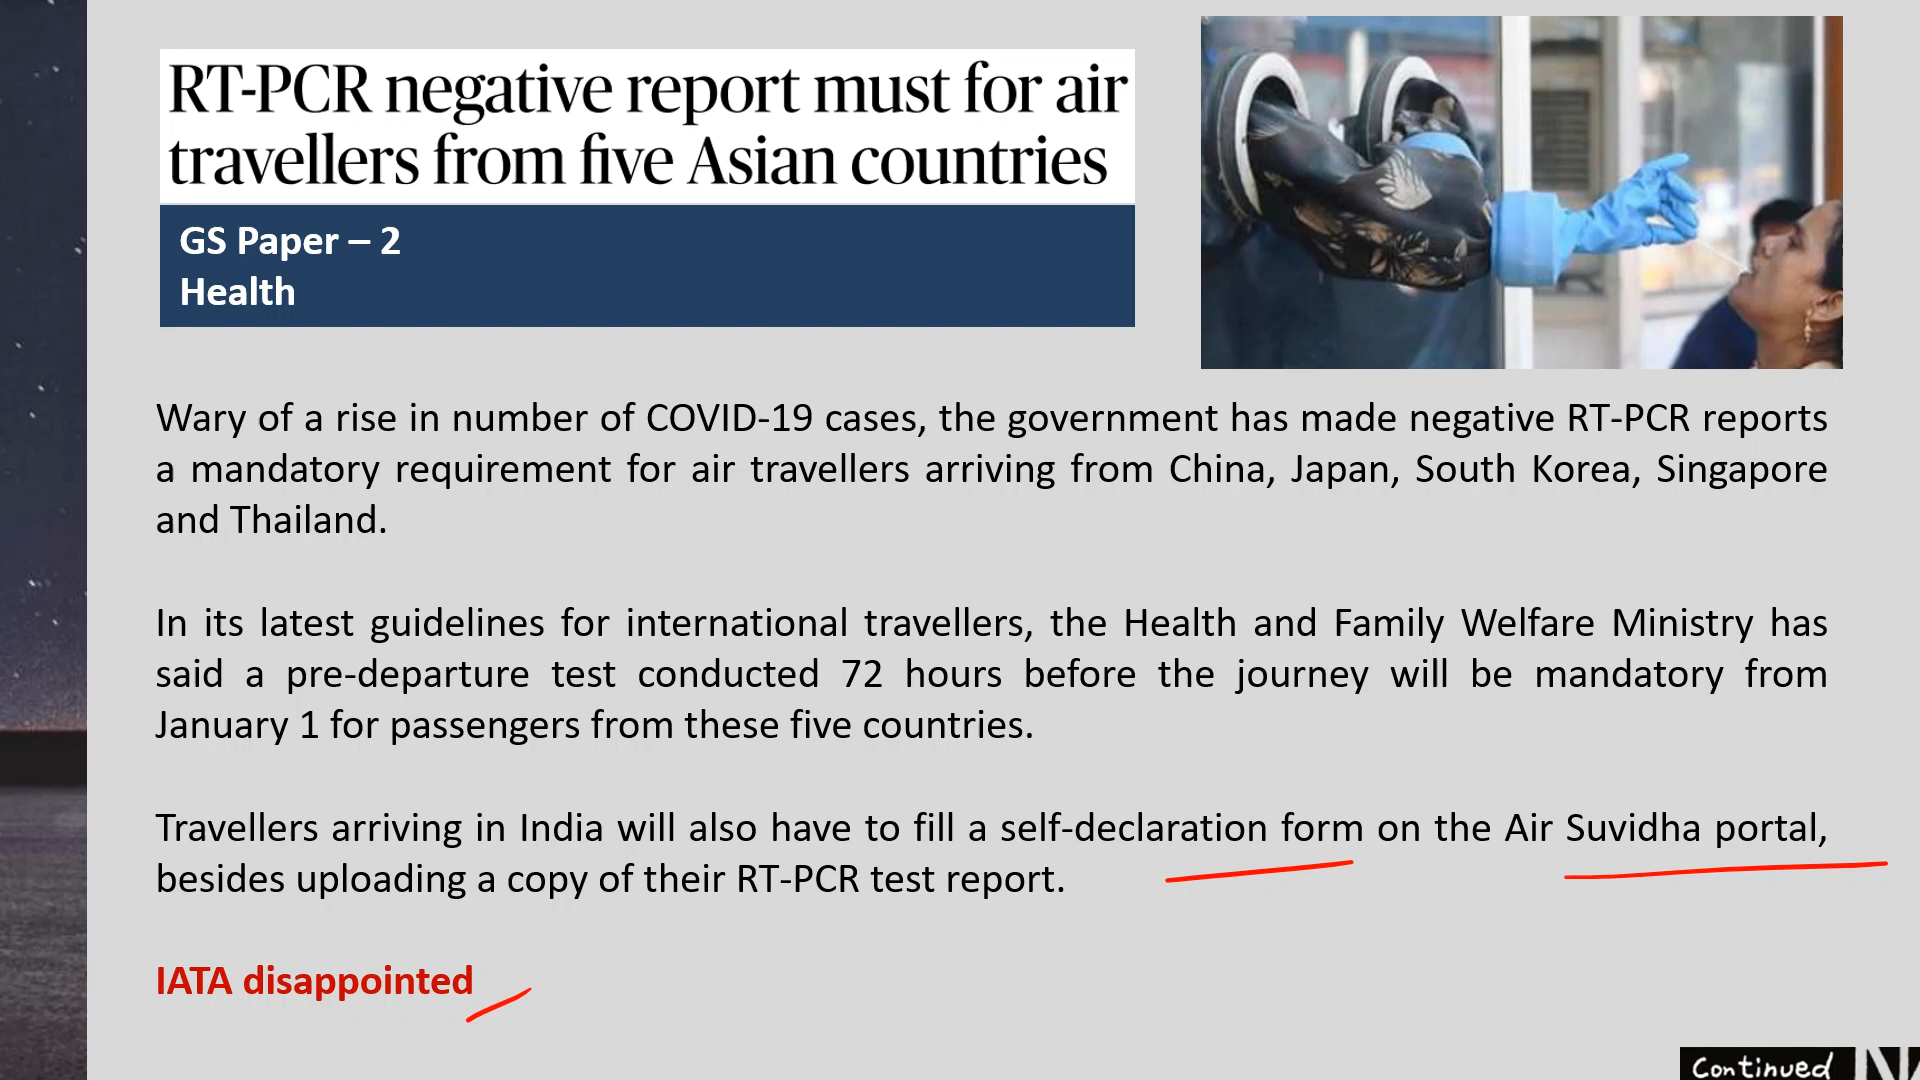 RT-PCR negative report must for air
travellers from five Asian countries
GS Paper – 2
Health
Wary of a rise in number of COVID-19 cases, the government has made negative RT-PCR reports
a mandatory requirement for air travellers arriving from China, Japan, South Korea, Singapore
and Thailand.
In its latest guidelines for international travellers, the Health and Family Welfare Ministry has
said a pre-departure test conducted 72 hours before the journey will be mandatory from
January 1 for passengers from these five countries.
Travellers arriving in India will also have to fill a self-declaration form on the Air Suvidha portal,
besides uploading a copy of their RT-PCR test report.
IATA disappointed
Continued